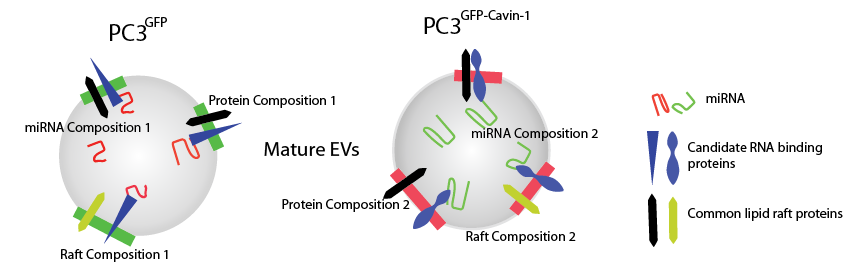 PC3GFP
PC3GFP-Cavin-1
Protein Composition 1
miRNA Composition 1
Raft Composition 1
Mature EVs
miRNA Composition 2
Protein Composition 2
Raft Composition 2
miRNA
Candidate RNA binding
proteins
Common lipid raft proteins